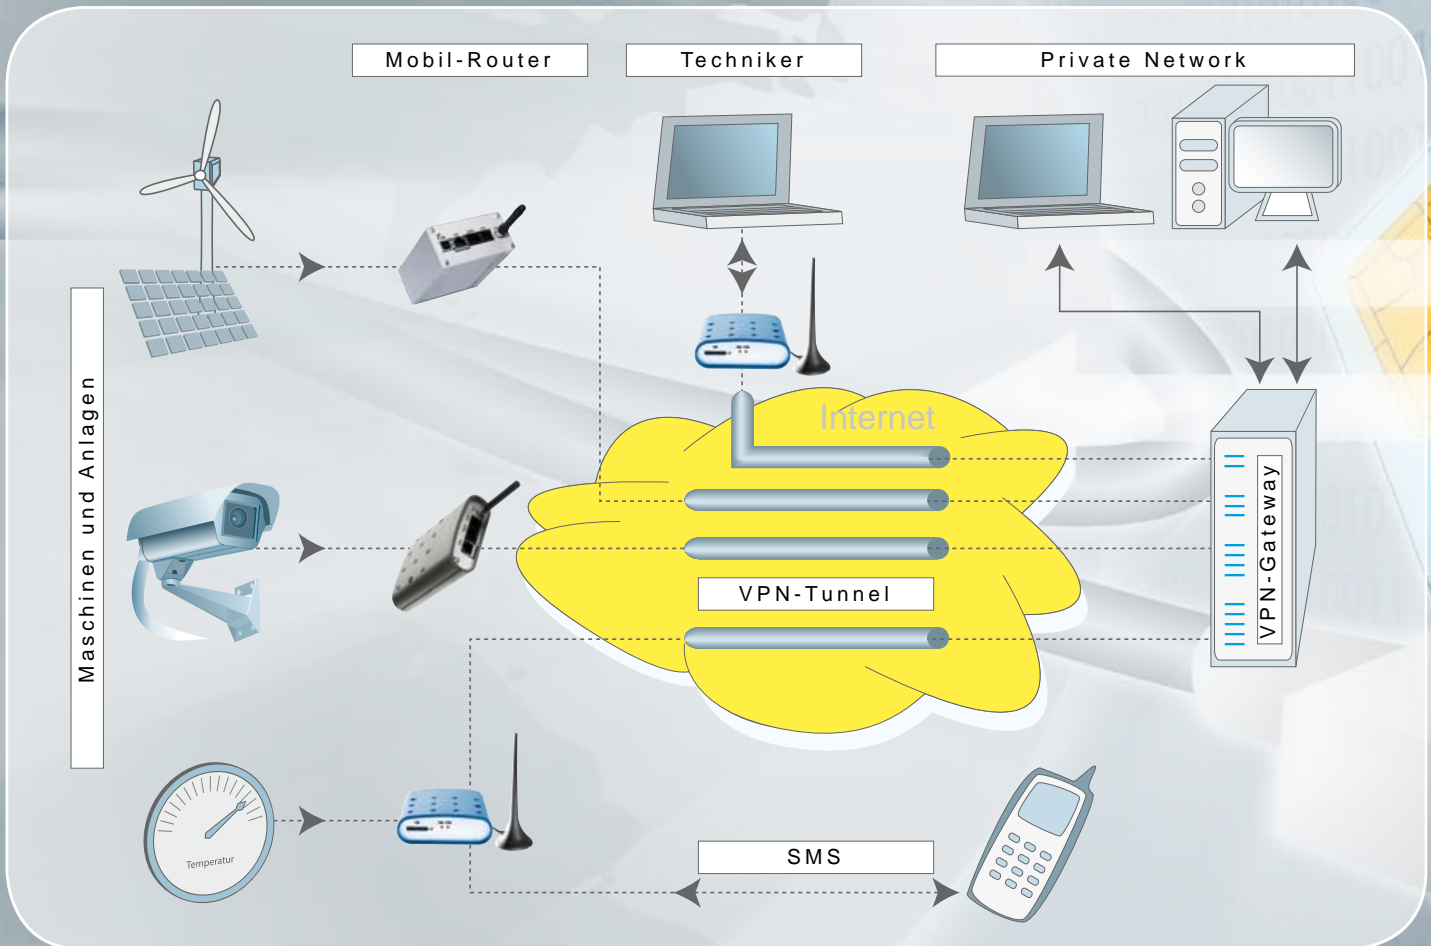 Mobil-Router
Techniker
Private Network
Maschinen und Anlagen
Internet
VPN-Gateway
VPN-Tunnel
Temperatur
SMS